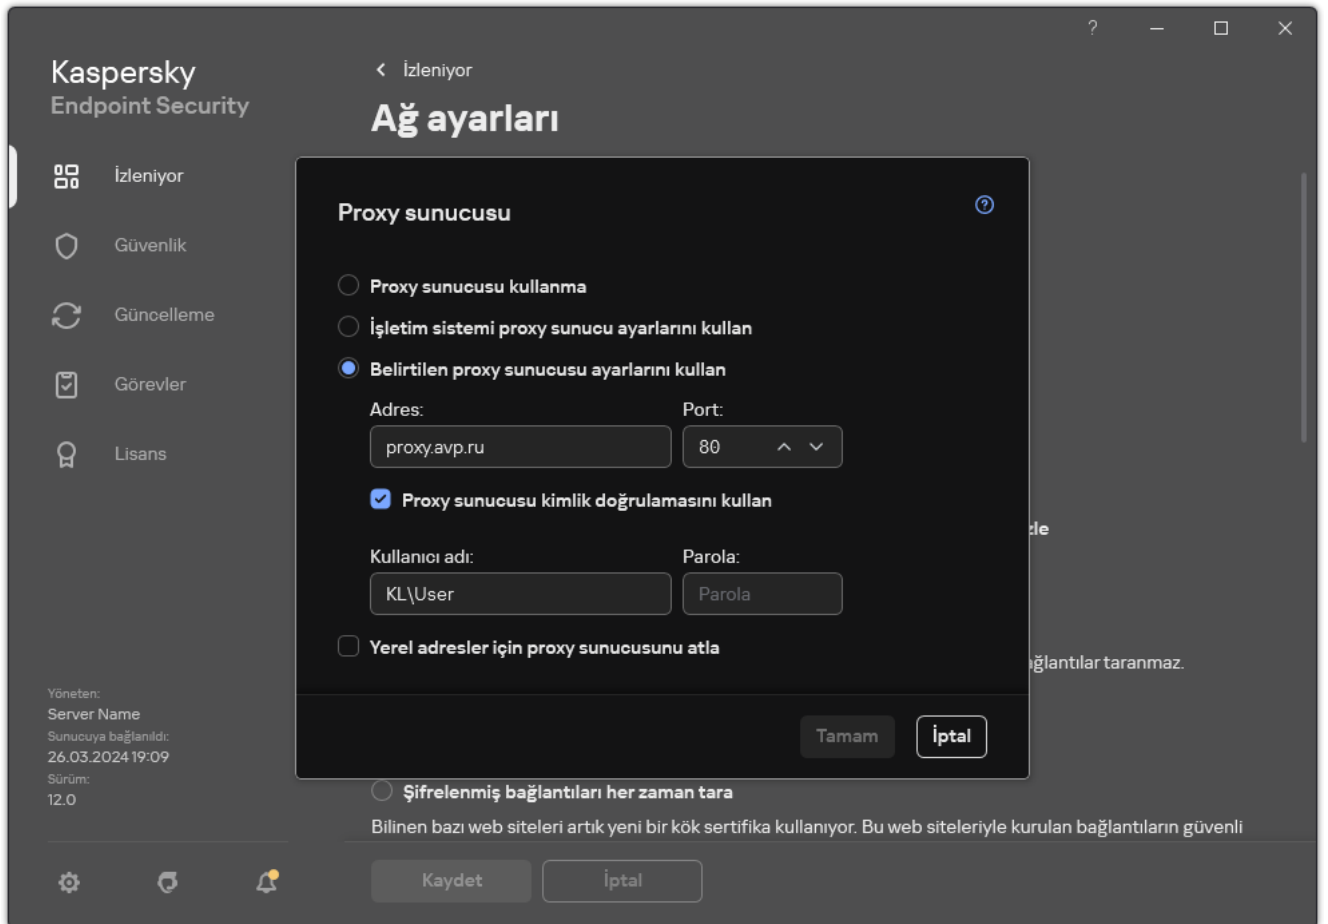 Kaspersky
Endpoint Security
İzleniyor
Güvenlik
Güncelleme
Görevler
Lisans
Yöneten:
Server Name
Sunucuya bağlanıldı:
26.03.2024 19:09
Sürüm:
12.0
?
İzleniyor
Ağ ayarları
Proxy sunucusu
?
Proxy sunucusu kullanma
İşletim sistemi proxy sunucu ayarlarını kullan
Belirtilen proxy sunucusu ayarlarını kullan
Adres: Port:
proxy.avp.ru 80
Proxy sunucusu kimlik doğrulamasını kullan
Kullanıcı adı: Parola:
KL\User Parola
Yerel adresler için proxy sunucusunu atla
Tamam İptal
zle
ağlantılar taranmaz.
Şifrelenmiş bağlantıları her zaman tara
Bilinen bazı web siteleri artık yeni bir kök sertifika kullanıyor. Bu web siteleriyle kurulan bağlantıların güvenli
Kaydet İptal